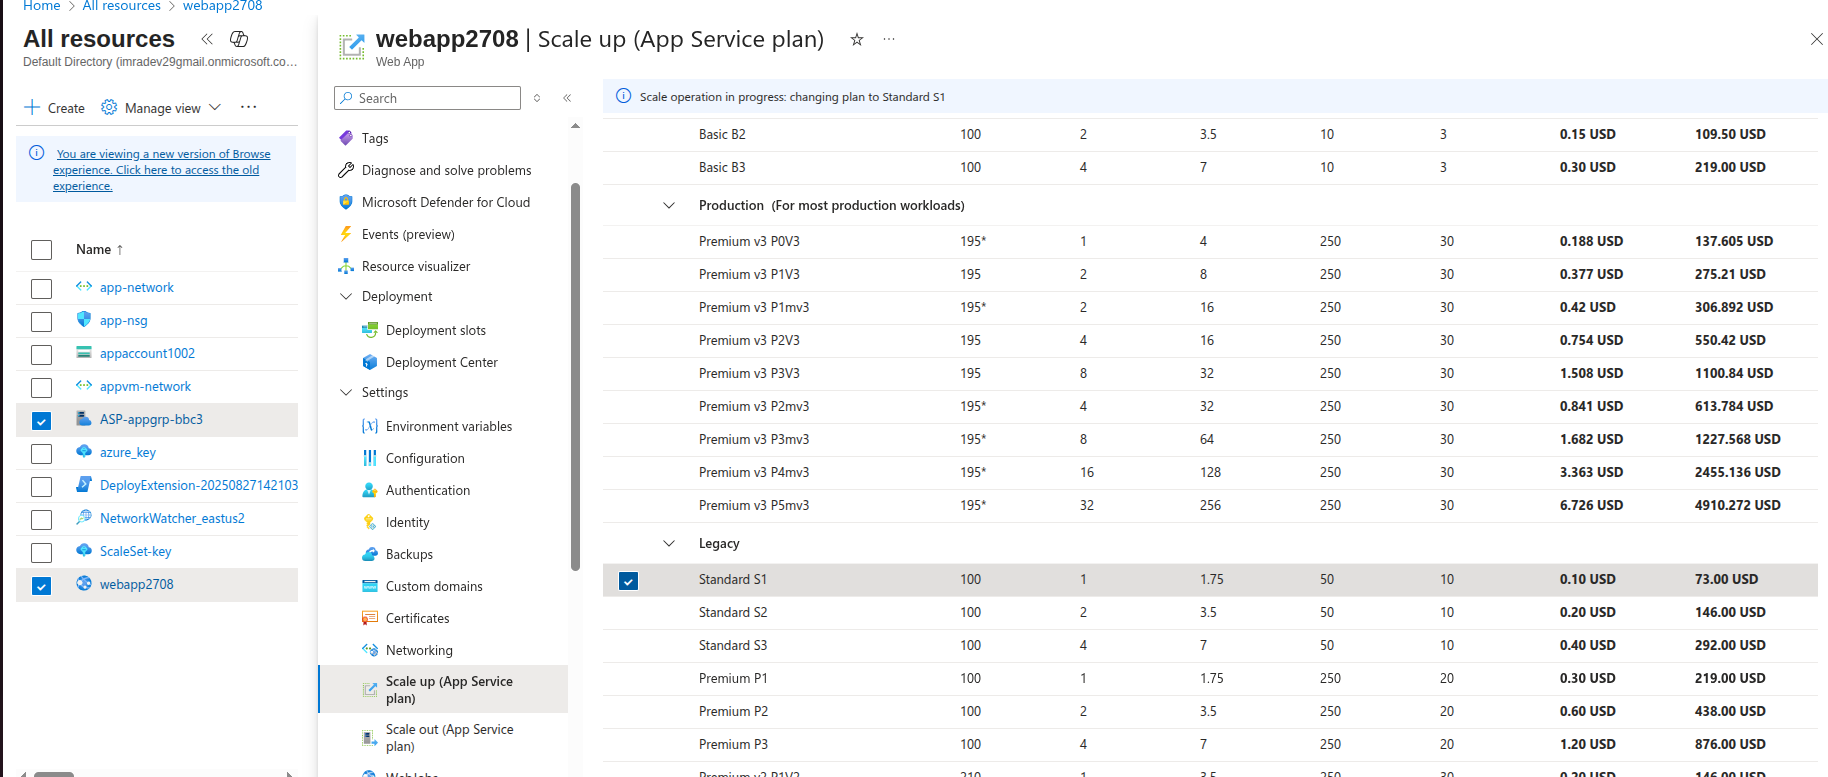 Home > All resources > webapp2708
All resources
Default Directory (imradev29gmail.onmicrosoft.co...
Create Manage view ...
You are viewing a new version of Browse
experience. Click here to access the old
experience.
Name ↑
app-network
app-nsg
appaccount1002
appvm-network
ASP-appgrp-bbc3
azure_key
DeployExtension-20250827142103
NetworkWatcher_eastus2
ScaleSet-key
webapp2708
webapp2708 | Scale up (App Service plan) ...
Web App
Search
Tags
Diagnose and solve problems
Microsoft Defender for Cloud
Events (preview)
Resource visualizer
Deployment
Deployment slots
Deployment Center
Settings
Environment variables
Configuration
Authentication
Identity
Backups
Custom domains
Certificates
Networking
Scale up (App Service
plan)
Scale out (App Service
plan)
WebJobs
Scale operation in progress: changing plan to Standard S1
Basic B2 100 2 3.5 10 3 0.15 USD 109.50 USD
Basic B3 100 4 7 10 3 0.30 USD 219.00 USD
Production (For most production workloads)
Premium v3 P0V3 195* 1 4 250 30 0.188 USD 137.605 USD
Premium v3 P1V3 195 2 8 250 30 0.377 USD 275.21 USD
Premium v3 P1mv3 195* 2 16 250 30 0.42 USD 306.892 USD
Premium v3 P2V3 195 4 16 250 30 0.754 USD 550.42 USD
Premium v3 P3V3 195 8 32 250 30 1.508 USD 1100.84 USD
Premium v3 P2mv3 195* 4 32 250 30 0.841 USD 613.784 USD
Premium v3 P3mv3 195* 8 64 250 30 1.682 USD 1227.568 USD
Premium v3 P4mv3 195* 16 128 250 30 3.363 USD 2455.136 USD
Premium v3 P5mv3 195* 32 256 250 30 6.726 USD 4910.272 USD
Legacy
Standard S1 100 1 1.75 50 10 0.10 USD 73.00 USD
Standard S2 100 2 3.5 50 10 0.20 USD 146.00 USD
Standard S3 100 4 7 50 10 0.40 USD 292.00 USD
Premium P1 100 1 1.75 250 20 0.30 USD 219.00 USD
Premium P2 100 2 3.5 250 20 0.60 USD 438.00 USD
Premium P3 100 4 7 250 20 1.20 USD 876.00 USD
Premium v2 P1V2 210 1 3.5 250 30 0.20 USD 146.00 USD